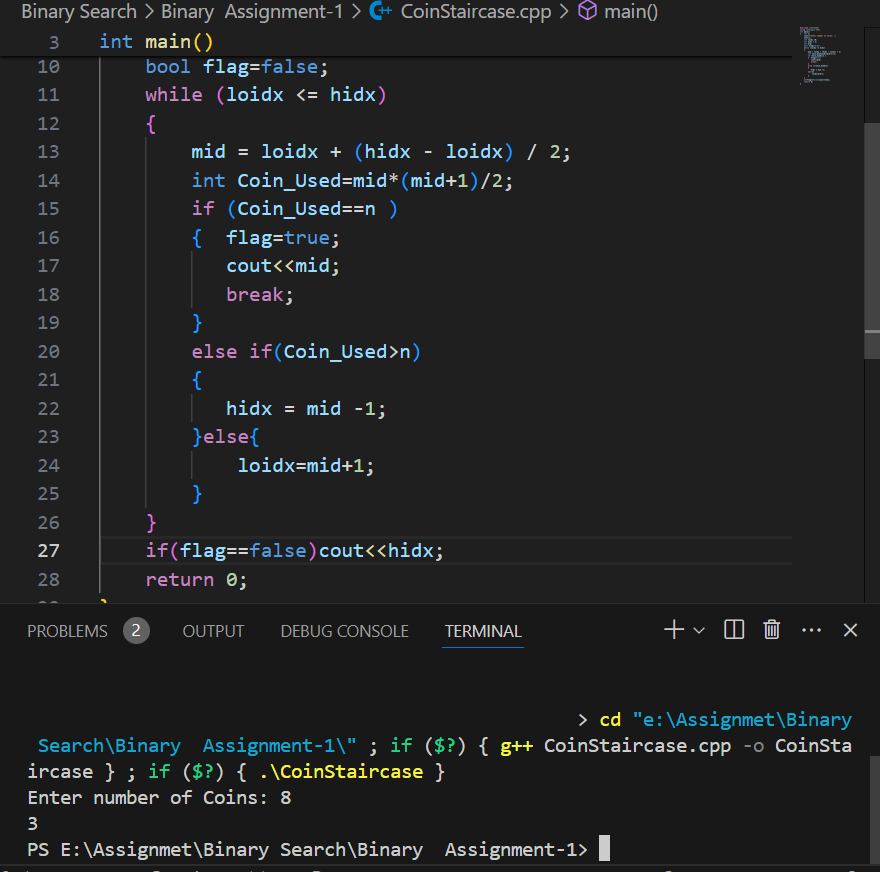 Binary Search > Binary  Assignment-1 > CoinStaircase.cpp > main()
3 int main()
10 bool flag=false;
11 while (loidx <= hidx)
12 {
13 mid = loidx + (hidx - loidx) / 2;
14 int Coin_Used=mid*(mid+1)/2;
15 if (Coin_Used==n )
16 {  flag=true;
17 cout<<mid;
18 break;
19 }
20 else if(Coin_Used>n)
21 {
22 hidx = mid -1;
23 }else{
24 loidx=mid+1;
25 }
26 }
27 if(flag==false)cout<<hidx;
28 return 0;
PROBLEMS 2 OUTPUT DEBUG CONSOLE TERMINAL
> cd "e:\Assignmet\Binary
Search\Binary  Assignment-1\" ; if ($?) { g++ CoinStaircase.cpp -o CoinSta
ircase } ; if ($?) { .\CoinStaircase }
Enter number of Coins: 8
3
PS E:\Assignmet\Binary Search\Binary  Assignment-1>